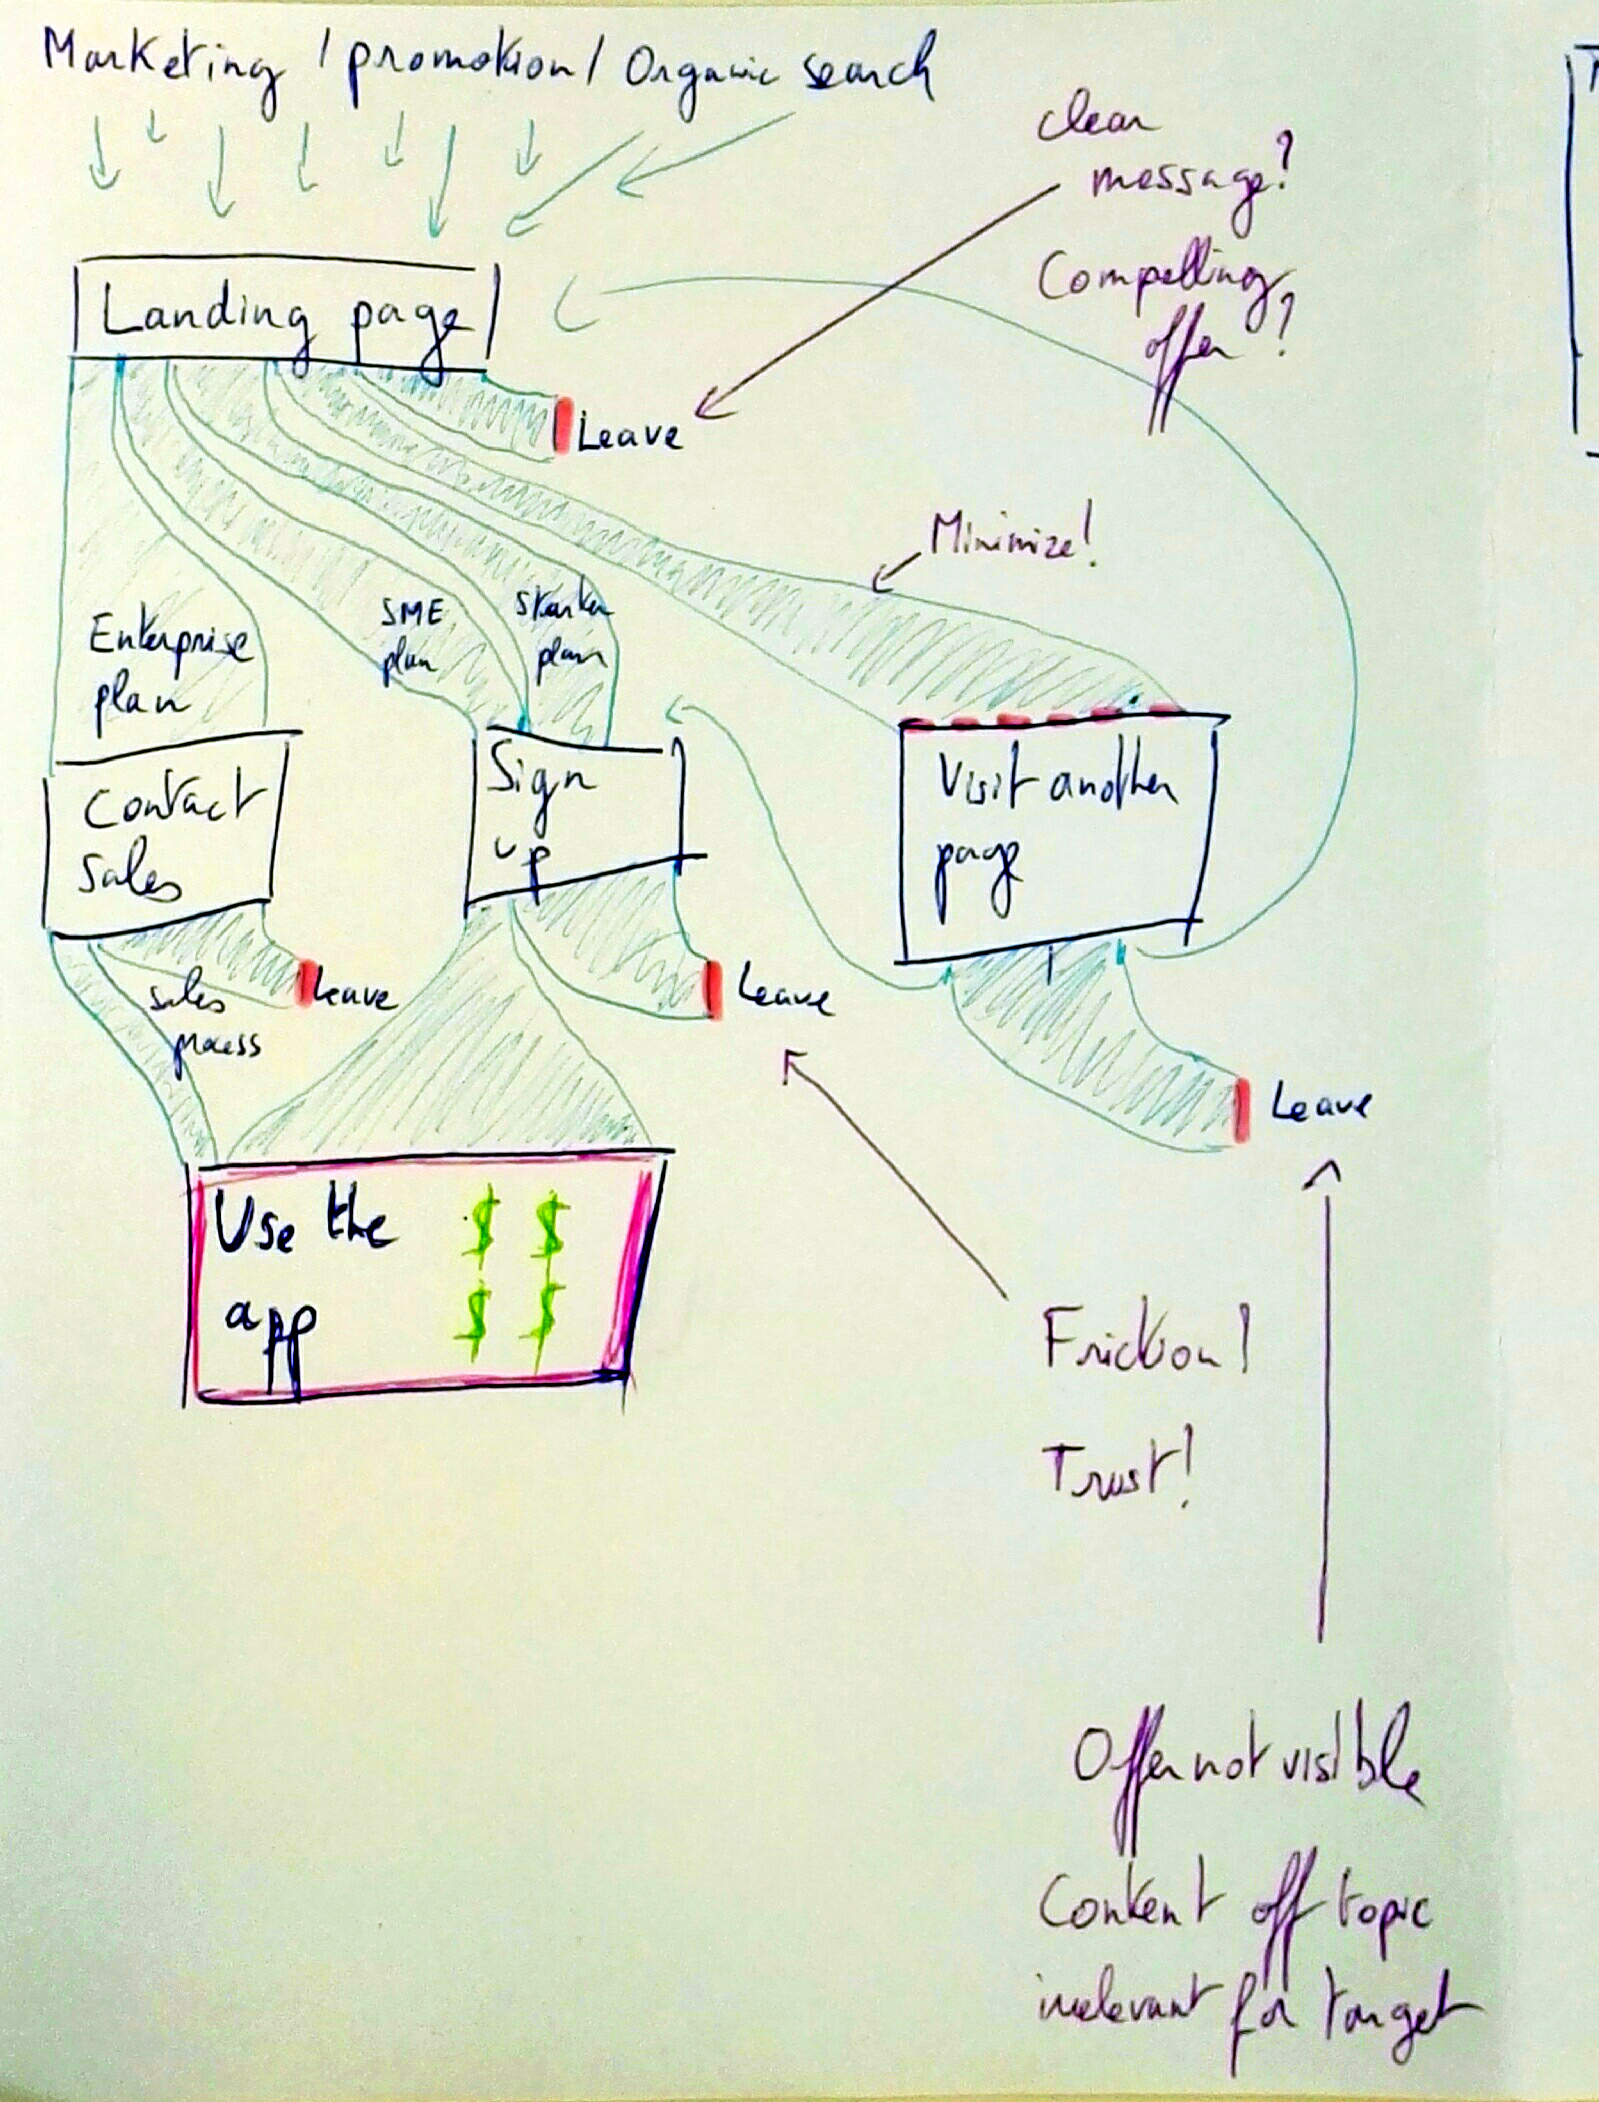 Marketing / promotion / Organic search
clear
message?
Compelling
offer?
Landing page
Leave
Minimize!
Enterprise
plan
SME
plan
Starter
plan
Contact
Sales
Sign
up
Visit another
page
Leave
sales
process
Leave
Leave
Use the $ $
app $ $
Friction!
Trust!
Offer not visible
Content off topic
irrelevant for target